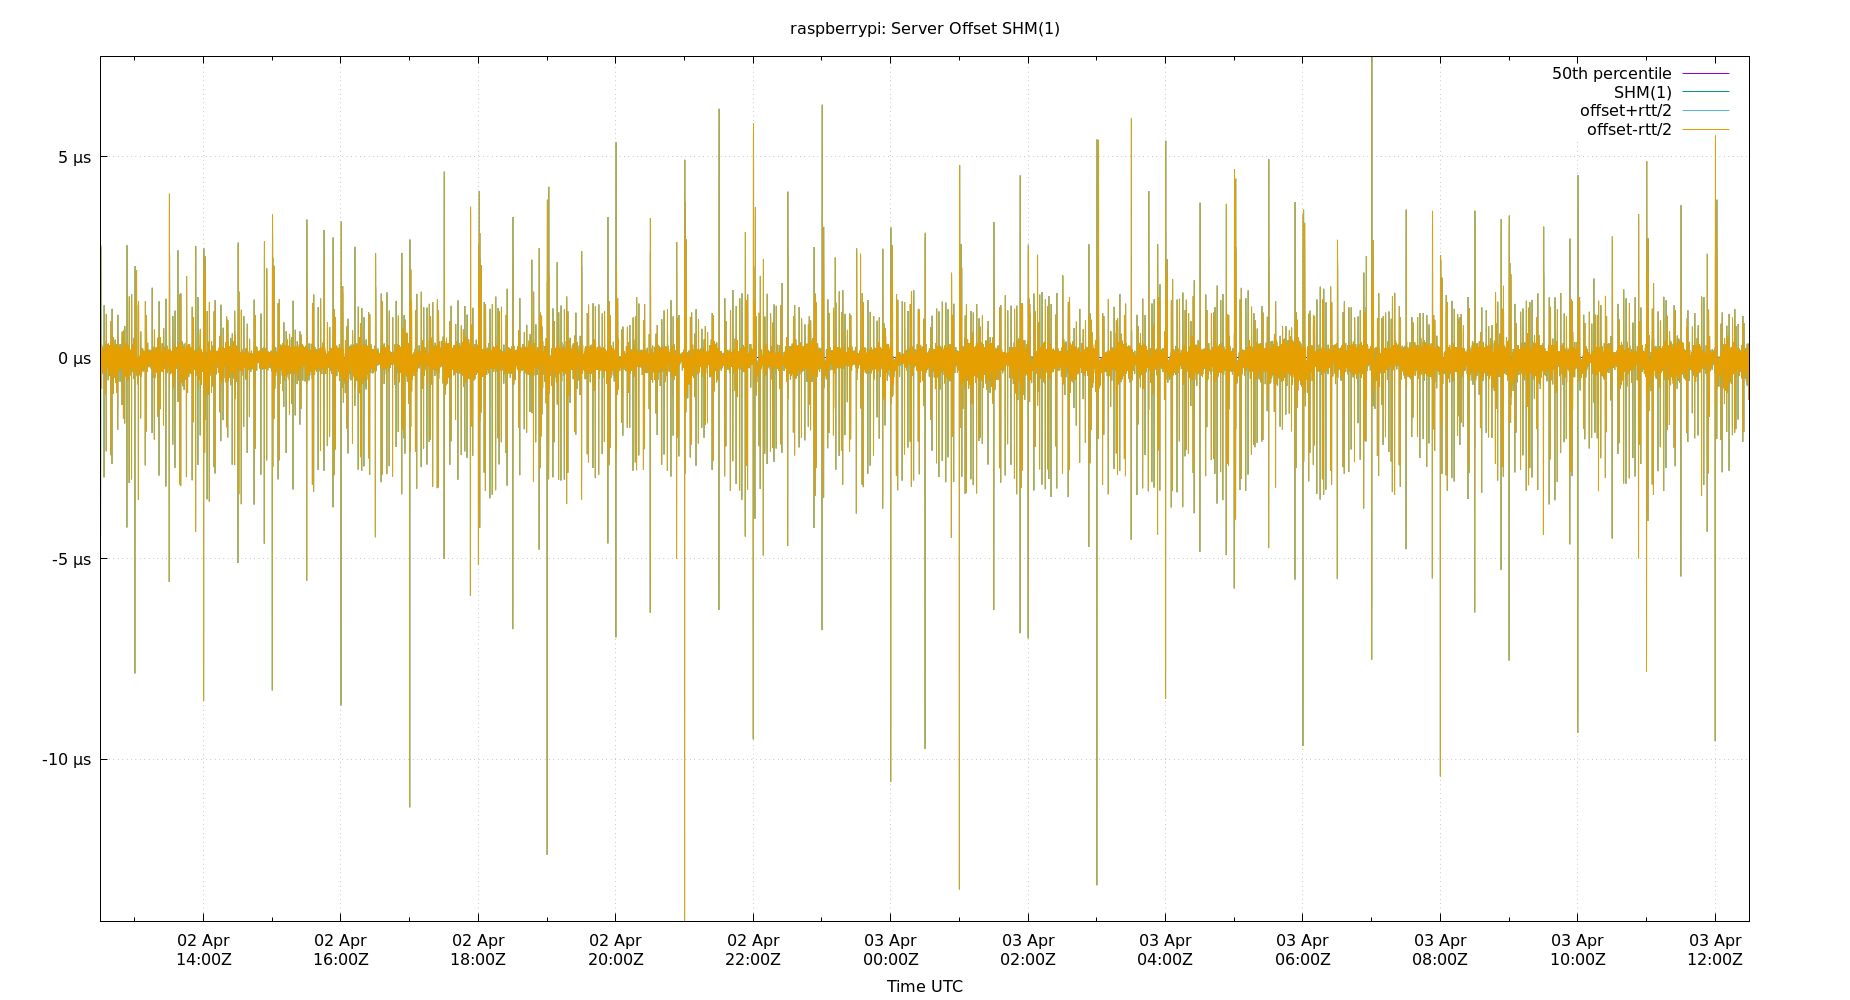 raspberrypi: Server Offset SHM(1)
50th percentile
SHM(1)
offset+rtt/2
offset-rtt/2
5 µs
0 µs
-5 µs
-10 µs
02 Apr 02 Apr 02 Apr 02 Apr 02 Apr 03 Apr 03 Apr 03 Apr 03 Apr 03 Apr 03 Apr 03 Apr
14:00Z 16:00Z 18:00Z 20:00Z 22:00Z 00:00Z 02:00Z 04:00Z 06:00Z 08:00Z 10:00Z 12:00Z
Time UTC